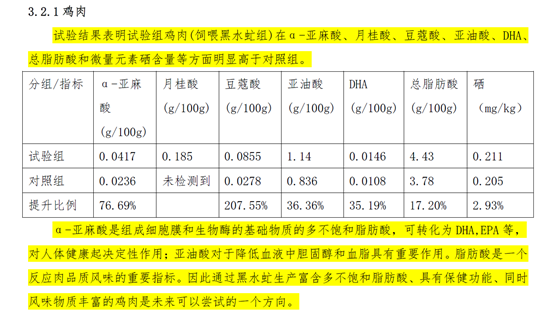 3.2.1 鸡肉
试验结果表明试验组鸡肉(饲喂黑水虻组)在α-亚麻酸、月桂酸、豆蔻酸、亚油酸、DHA、
总脂肪酸和微量元素硒含量等方面明显高于对照组。
分组/指标 α-亚麻酸 (g/100g) 月桂酸 (g/100g) 豆蔻酸 (g/100g) 亚油酸 (g/100g) DHA (g/100g) 总脂肪酸 (g/100g) 硒 (mg/kg)
试验组 0.0417 0.185 0.0855 1.14 0.0146 4.43 0.211
对照组 0.0236 未检测到 0.0278 0.836 0.0108 3.78 0.205
提升比例 76.69% 207.55% 36.36% 35.19% 17.20% 2.93%
α-亚麻酸是组成细胞膜和生物酶的基础物质的多不饱和脂肪酸，可转化为 DHA,EPA 等，
对人体健康起决定性作用；亚油酸对于降低血液中胆固醇和血脂具有重要作用。脂肪酸是一个
反应肉品质风味的重要指标。因此通过黑水虻生产富含多不饱和脂肪酸、具有保健功能、同时
风味物质丰富的鸡肉是未来可以尝试的一个方向。